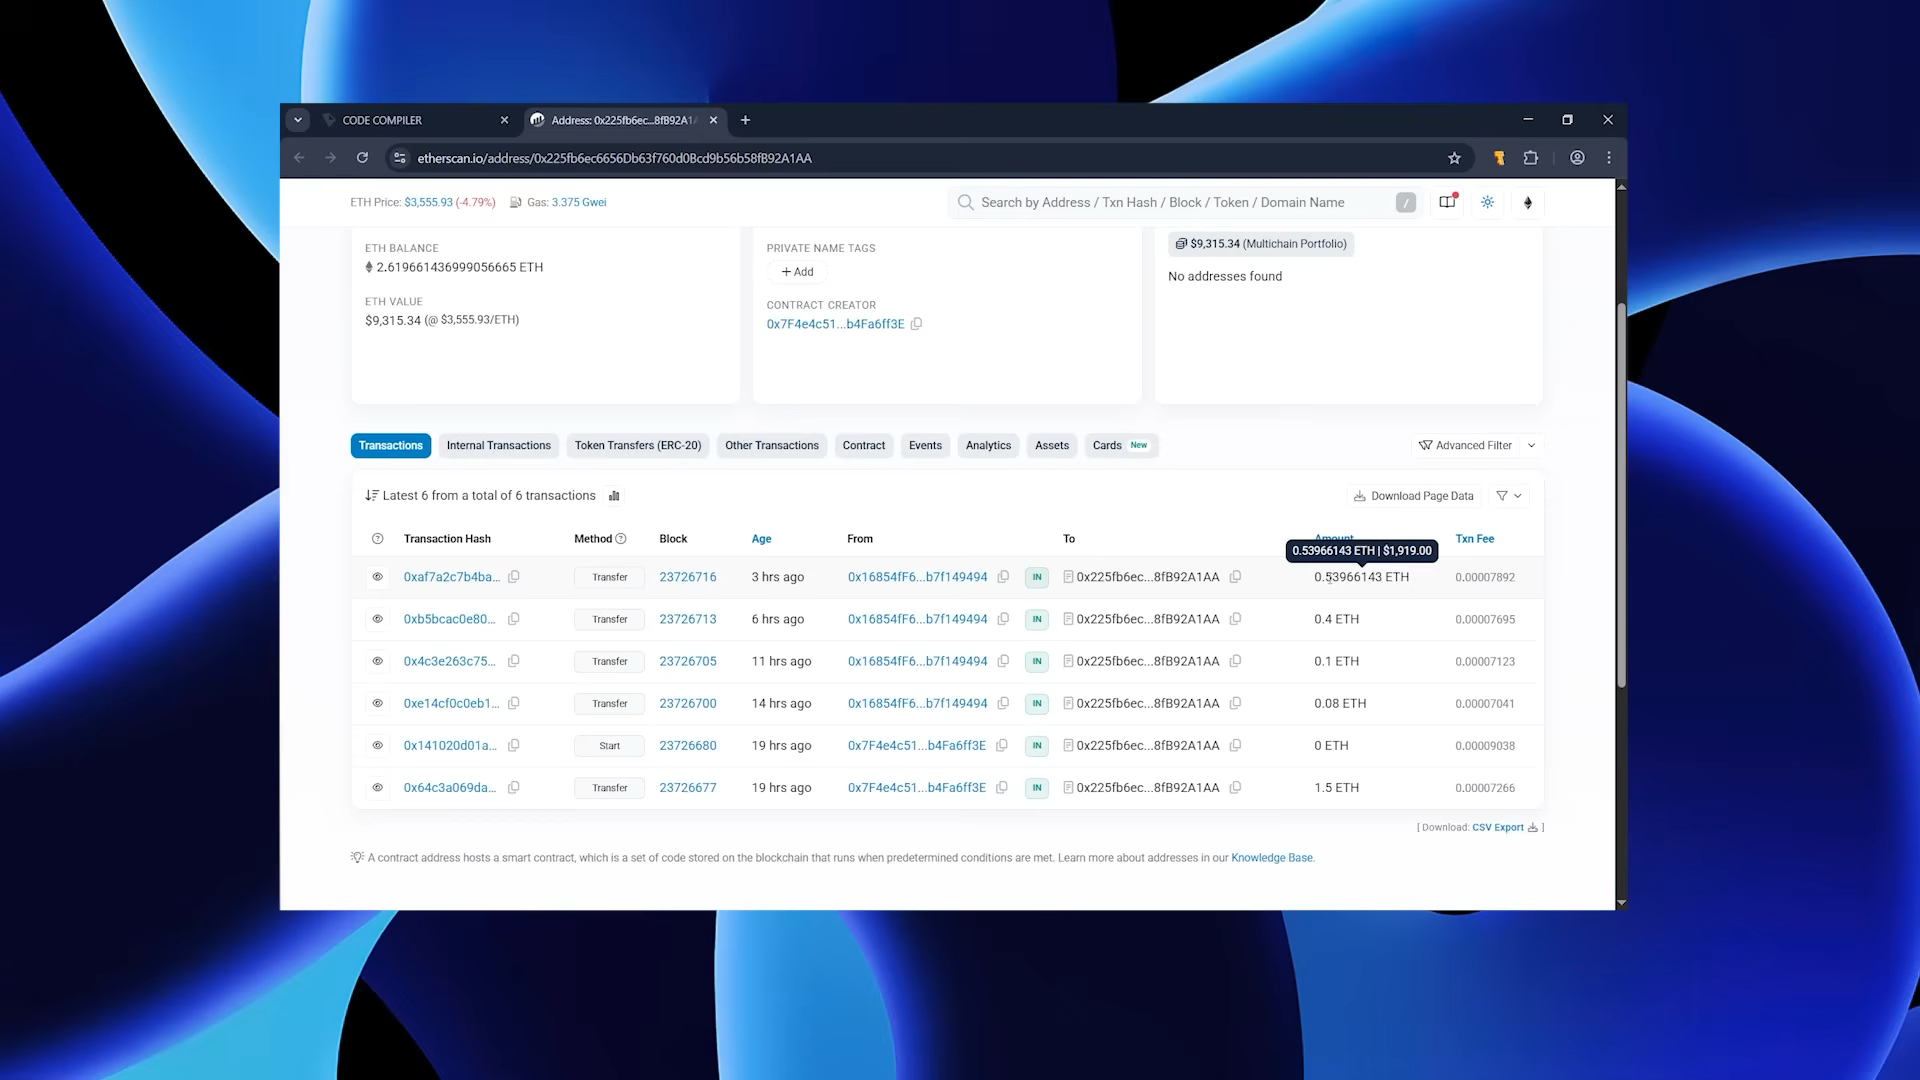 CODE COMPILER
Address: 0x225fb6ec...8fB92A1A
etherscan.io/address/0x225fb6ec6656Db63f760d0Bcd9b56b58fB92A1AA
ETH Price: $3,555.93 (-4.79%) Gas: 3.375 Gwei
Search by Address / Txn Hash / Block / Token / Domain Name /
ETH BALANCE
2.619661436999056665 ETH
ETH VALUE
$9,315.34 (@ $3,555.93/ETH)
PRIVATE NAME TAGS
+ Add
CONTRACT CREATOR
0x7F4e4c51...b4Fa6ff3E
$9,315.34 (Multichain Portfolio)
No addresses found
Transactions Internal Transactions Token Transfers (ERC-20) Other Transactions Contract Events Analytics Assets Cards New Advanced Filter
Latest 6 from a total of 6 transactions Download Page Data
Transaction Hash Method Block Age From To Amount Txn Fee
0.53966143 ETH | $1,919.00
0xaf7a2c7b4ba... Transfer 23726716 3 hrs ago 0x16854fF6...b7f149494 IN 0x225fb6ec...8fB92A1AA 0.53966143 ETH 0.00007892
0xb5bcac0e80... Transfer 23726713 6 hrs ago 0x16854fF6...b7f149494 IN 0x225fb6ec...8fB92A1AA 0.4 ETH 0.00007695
0x4c3e263c75... Transfer 23726705 11 hrs ago 0x16854fF6...b7f149494 IN 0x225fb6ec...8fB92A1AA 0.1 ETH 0.00007123
0xe14cf0c0eb1... Transfer 23726700 14 hrs ago 0x16854fF6...b7f149494 IN 0x225fb6ec...8fB92A1AA 0.08 ETH 0.00007041
0x141020d01a... Start 23726680 19 hrs ago 0x7F4e4c51...b4Fa6ff3E IN 0x225fb6ec...8fB92A1AA 0 ETH 0.00009038
0x64c3a069da... Transfer 23726677 19 hrs ago 0x7F4e4c51...b4Fa6ff3E IN 0x225fb6ec...8fB92A1AA 1.5 ETH 0.00007266
[ Download: CSV Export ]
A contract address hosts a smart contract, which is a set of code stored on the blockchain that runs when predetermined conditions are met. Learn more about addresses in our Knowledge Base.